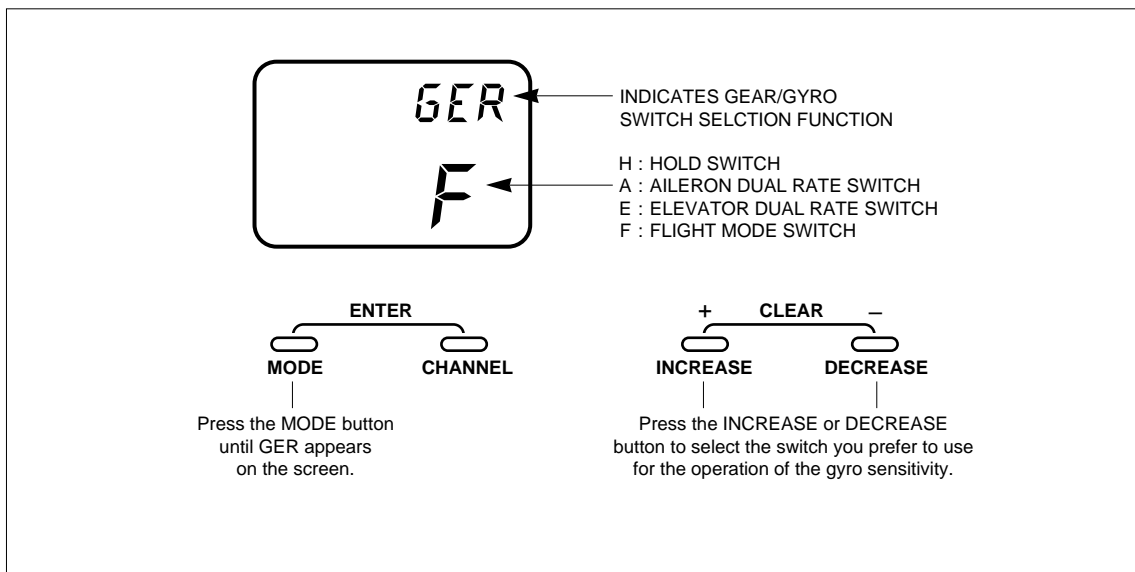 GER
INDICATES GEAR/GYRO
SWITCH SELCTION FUNCTION
F
H : HOLD SWITCH
A : AILERON DUAL RATE SWITCH
E : ELEVATOR DUAL RATE SWITCH
F : FLIGHT MODE SWITCH
ENTER
MODE CHANNEL
Press the MODE button
until GER appears
on the screen.
+ CLEAR –
INCREASE DECREASE
Press the INCREASE or DECREASE
button to select the switch you prefer to use
for the operation of the gyro sensitivity.